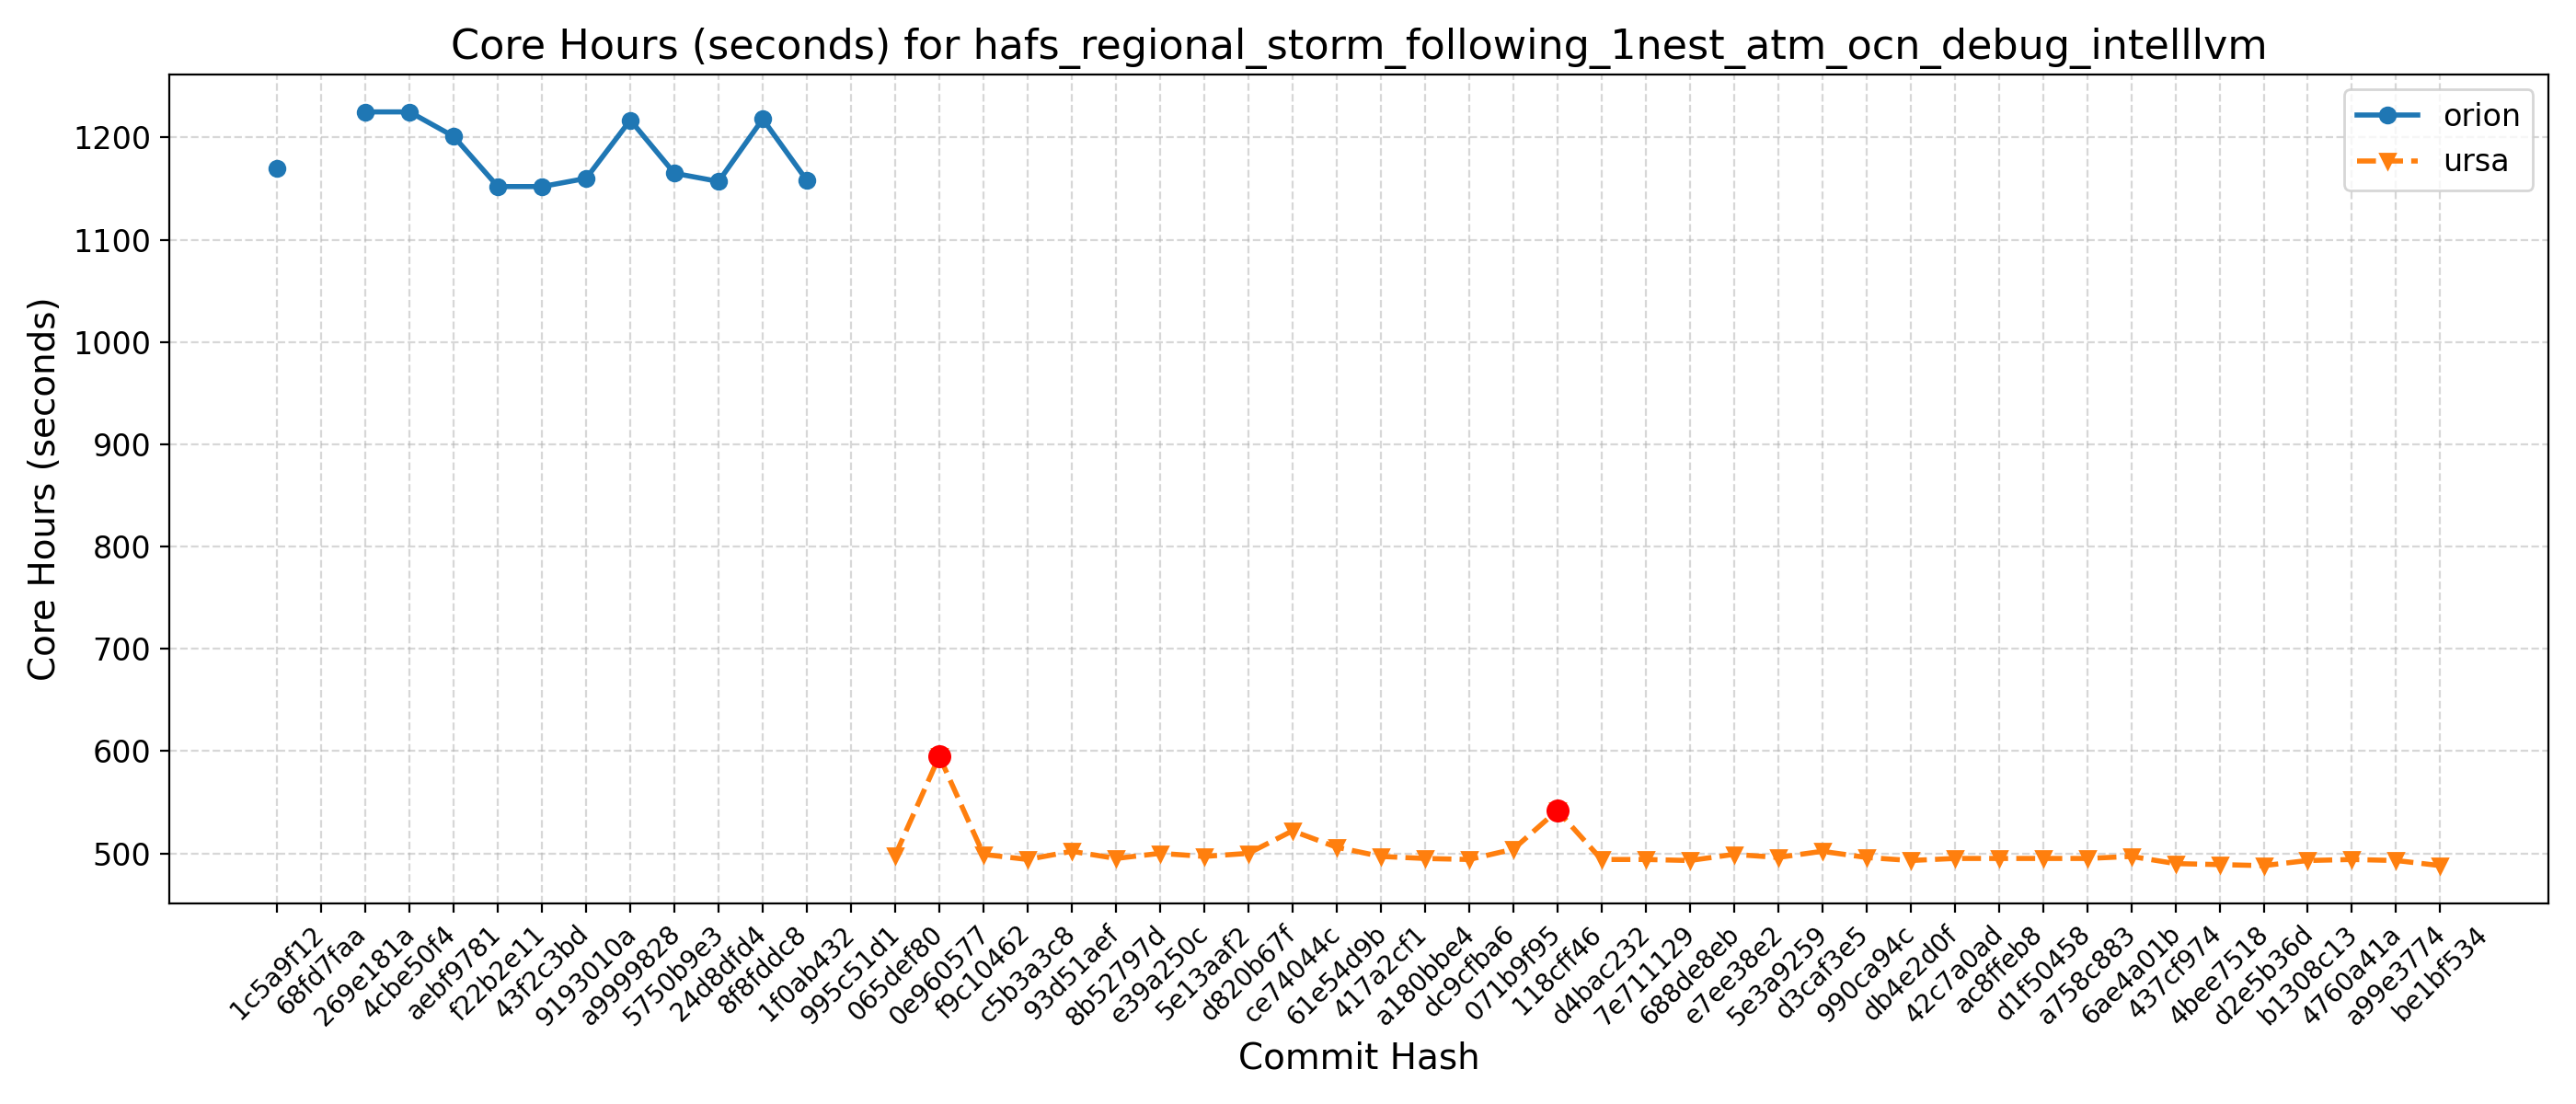 Core Hours (seconds) for hafs_regional_storm_following_1nest_atm_ocn_debug_intelllvm
orion
ursa
Core Hours (seconds)
1200
1100
1000
900
800
700
600
500
1c5a9f12
68fd7faa
269e181a
4cbe50f4
aebf9781
f22b2e11
43f2c3bd
9193010a
a9999828
5750b9e3
24d8dfd4
8f8fddc8
1f0ab432
995c51d1
065def80
0e960577
f9c10462
c5b3a3c8
93d51aef
8b52797d
e39a250c
5e13aaf2
d820b67f
ce74044c
61e54d9b
417a2cf1
a180bbe4
dc9cfba6
071b9f95
118cff46
d4bac232
7e711129
688de8eb
e7ee38e2
5e3a9259
d3caf3e5
990ca94c
db4e2d0f
42c7a0ad
ac8ffeb8
d1f50458
a758c883
6ae4a01b
437cf974
4bee7518
d2e5b36d
b1308c13
4760a41a
a99e3774
be1bf534
Commit Hash